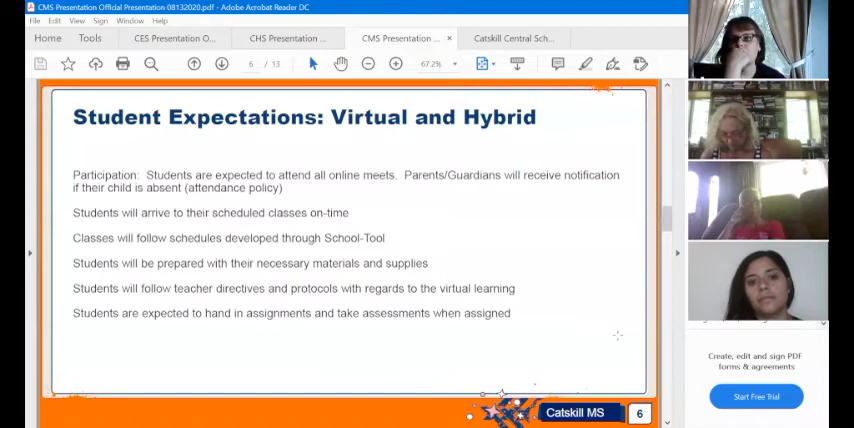 CMS Presentation Official Presentation 08132020.pdf - Adobe Acrobat Reader DC
File Edit View Sign Window Help
Home Tools CES Presentation O... CHS Presentation ... CMS Presentation ... × Catskill Central Sch...
6 / 13 67.2%
Student Expectations: Virtual and Hybrid
Participation: Students are expected to attend all online meets. Parents/Guardians will receive notification
if their child is absent (attendance policy)
Students will arrive to their scheduled classes on-time
Classes will follow schedules developed through School-Tool
Students will be prepared with their necessary materials and supplies
Students will follow teacher directives and protocols with regards to the virtual learning
Students are expected to hand in assignments and take assessments when assigned
Catskill MS 6
Create, edit and sign PDF
forms & agreements
Start Free Trial